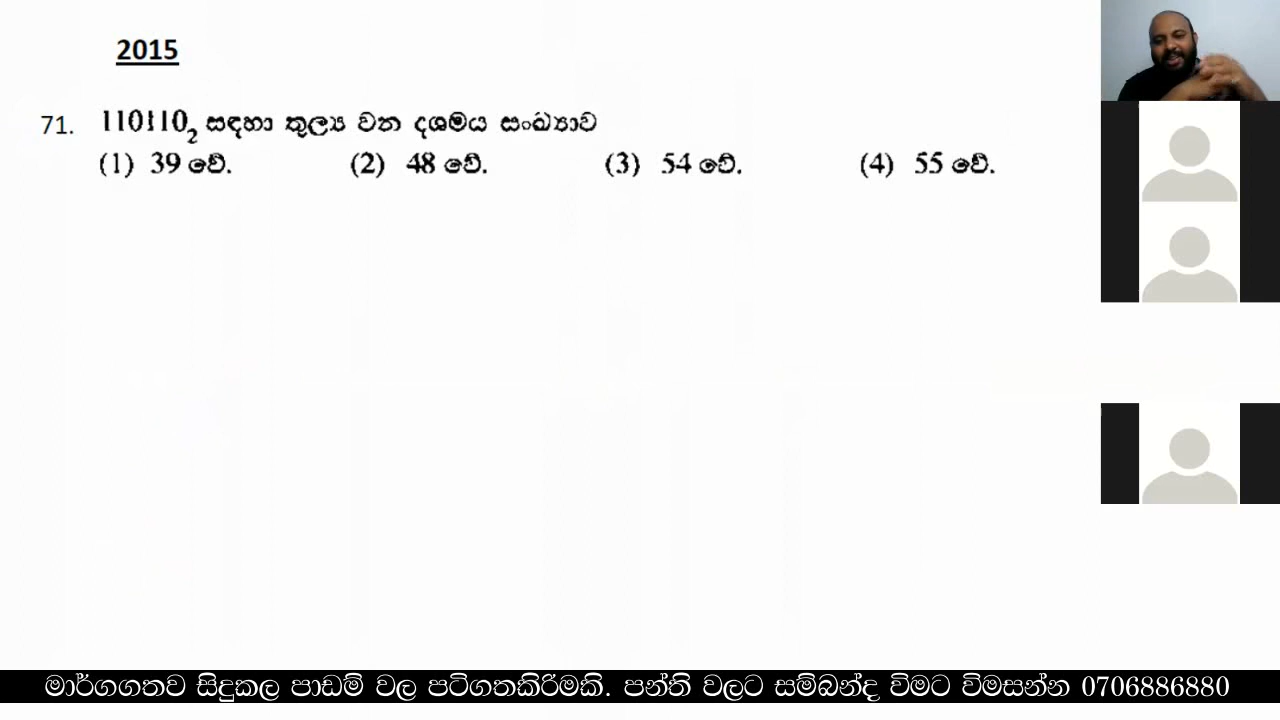 2015
71. 110110₂ සඳහා තුල්‍ය වන දශමය සංඛ්‍යාව
(1) 39 වේ. (2) 48 වේ. (3) 54 වේ. (4) 55 වේ.
මාර්ගගතව සිදුකල පාඩම් වල පටිගතකිරිමකි. පන්ති වලට සම්බන්ද විමට විමසන්න 0706886880